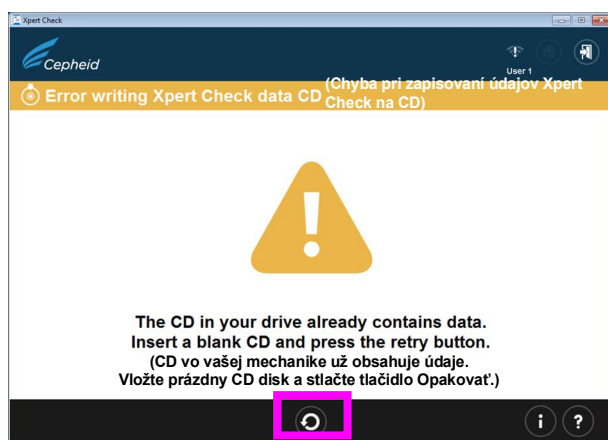 Xpert Check
Cepheid
User 1
Error writing Xpert Check data CD
(Chyba pri zapisovaní údajov Xpert
Check na CD)
The CD in your drive already contains data.
Insert a blank CD and press the retry button.
(CD vo vašej mechanike už obsahuje údaje.
Vložte prázdny CD disk a stlačte tlačidlo Opakovať.)
i ?